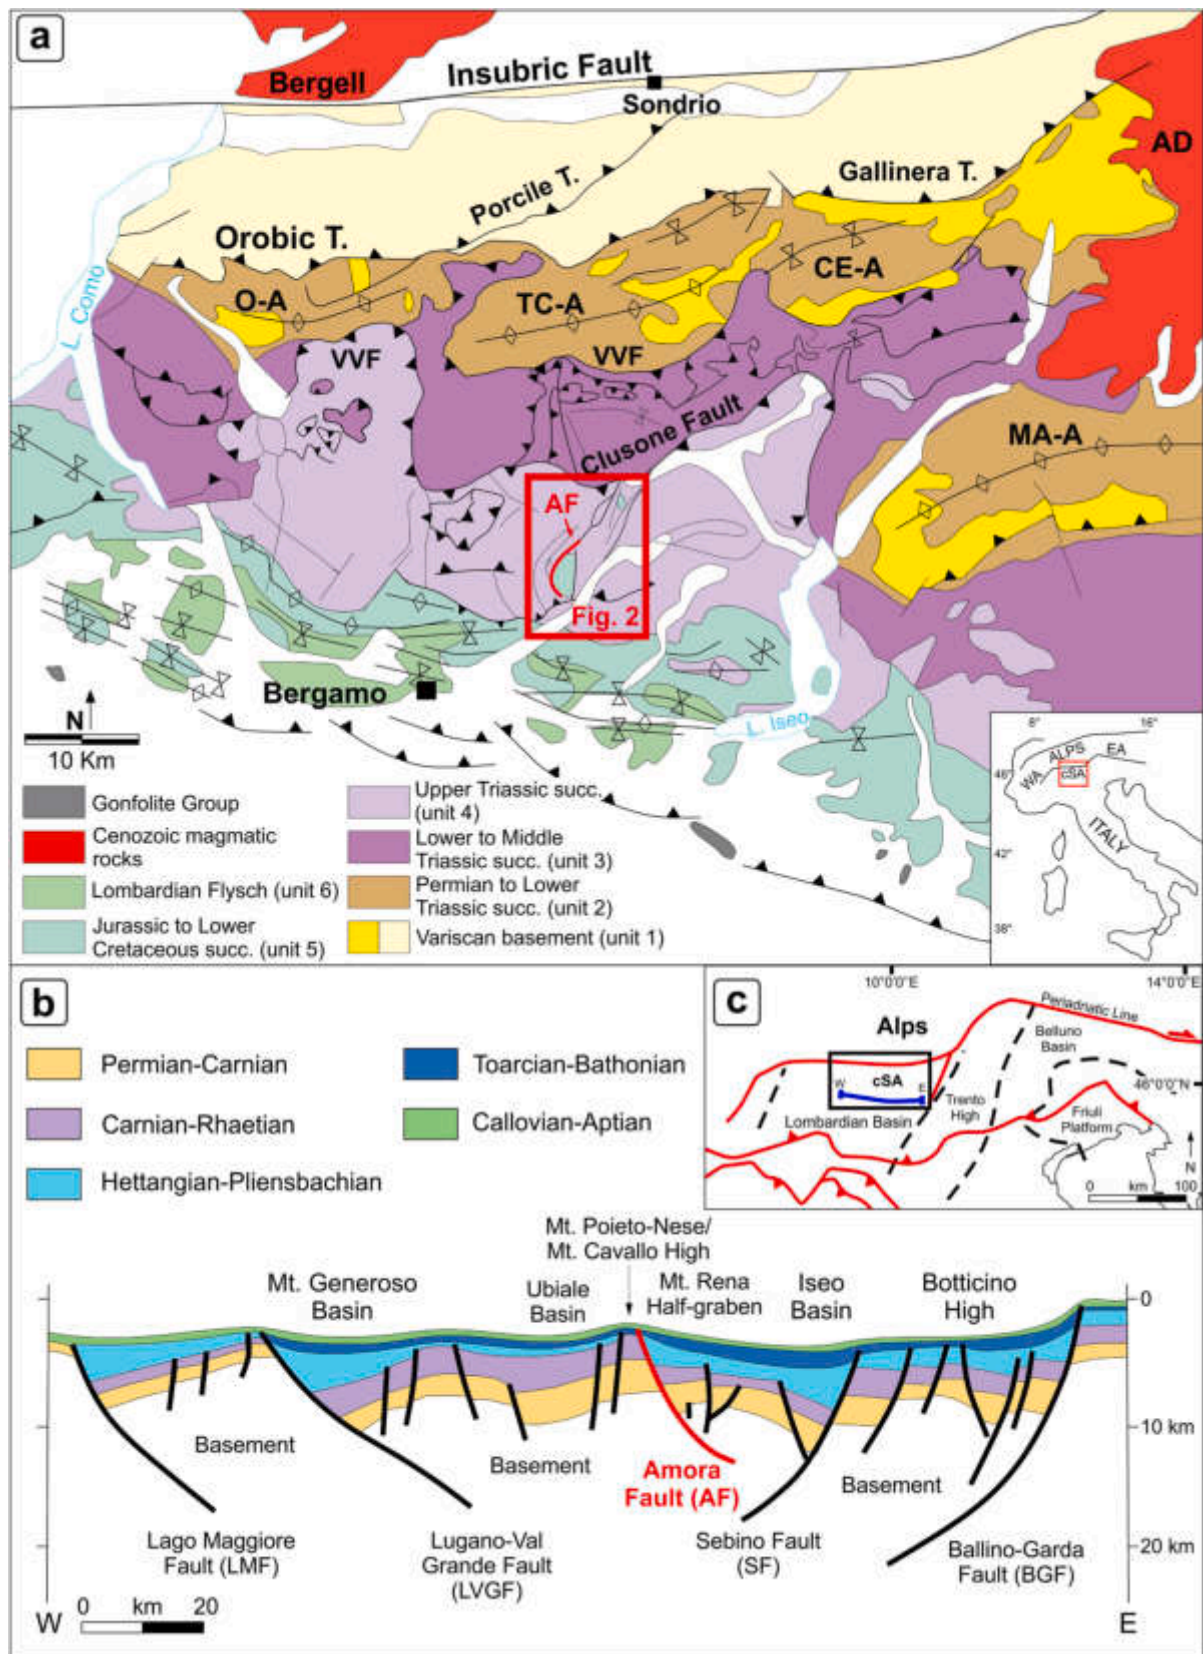 a
Bergell
Insubric Fault
Sondrio
AD
Porcile T.
Gallinera T.
Orobic T.
L. Como
O-A
TC-A
CE-A
VVF
VVF
Clusone Fault
MA-A
AF
Fig. 2
Bergamo
L. Iseo
N
10 Km
8°
16°
ALPS
EA
WA
cSA
46°
ITALY
42°
38°
Gonfolite Group
Cenozoic magmatic
rocks
Lombardian Flysch (unit 6)
Jurassic to Lower
Cretaceous succ. (unit 5)
Upper Triassic succ.
(unit 4)
Lower to Middle
Triassic succ. (unit 3)
Permian to Lower
Triassic succ. (unit 2)
Variscan basement (unit 1)
b
Permian-Carnian
Carnian-Rhaetian
Hettangian-Pliensbachian
Toarcian-Bathonian
Callovian-Aptian
c
10°0'0"E
14°0'0"E
Alps
Periadriatic Line
Belluno
Basin
W
cSA
E
46°0'0"N
Trento
High
Lombardian Basin
Friuli
Platform
N
0 km 100
Mt. Poieto-Nese/
Mt. Cavallo High
Mt. Generoso
Basin
Ubiale
Basin
Mt. Rena
Half-graben
Iseo
Basin
Botticino
High
0
10 km
20 km
Basement
Basement
Basement
Amora
Fault (AF)
Lago Maggiore
Fault (LMF)
Lugano-Val
Grande Fault
(LVGF)
Sebino Fault
(SF)
Ballino-Garda
Fault (BGF)
0 km 20
W
E